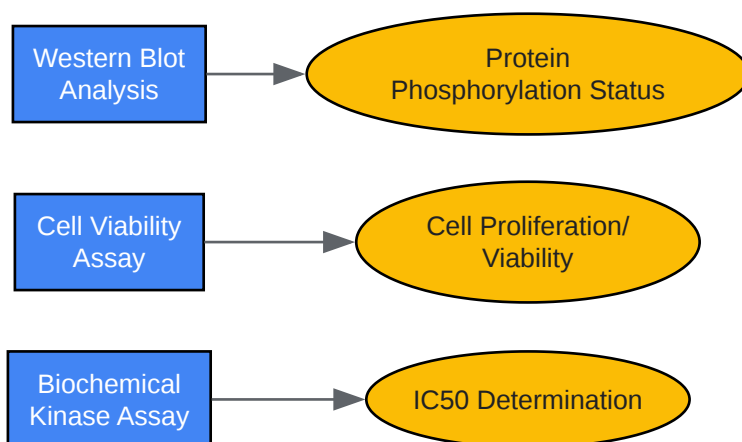 Western Blot
Analysis
Protein
Phosphorylation Status
Cell Viability
Assay
Cell Proliferation/
Viability
Biochemical
Kinase Assay
IC50 Determination